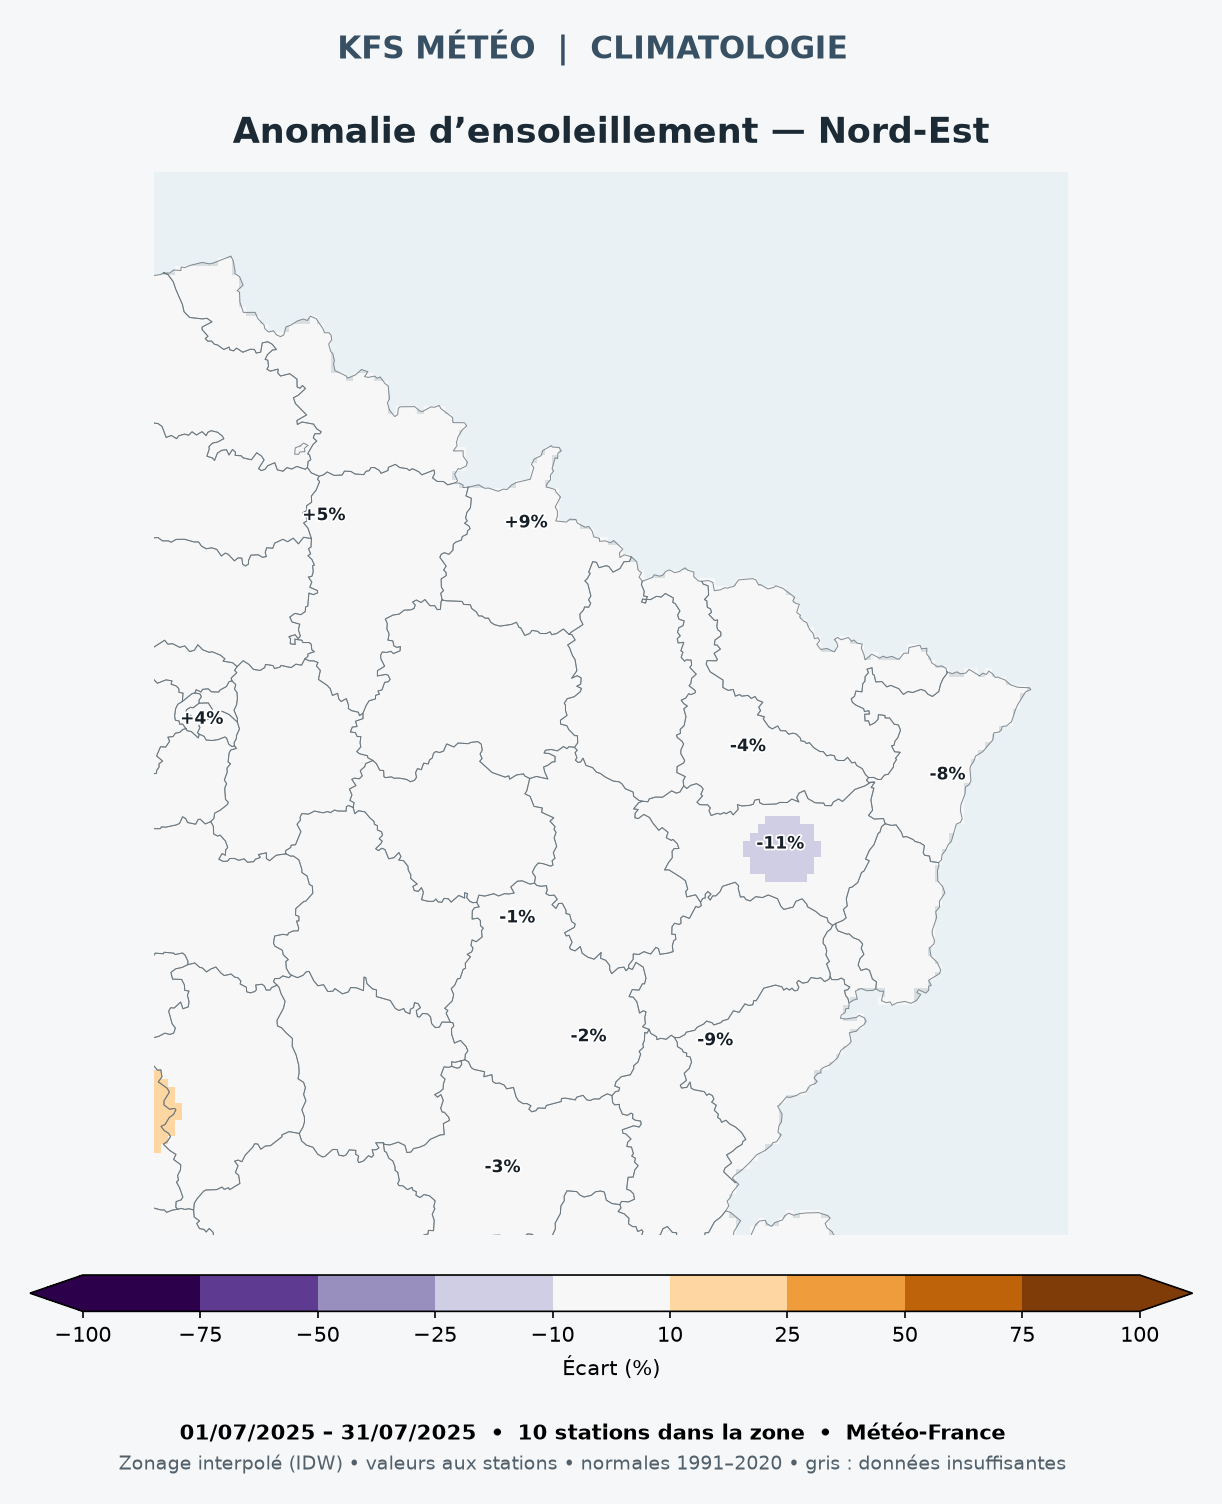 KFS MÉTÉO | CLIMATOLOGIE
Anomalie d’ensoleillement — Nord-Est
+5%
+9%
+4%
-4%
-8%
-11%
-1%
-2%
-9%
-3%
−100 −75 −50 −25 −10 10 25 50 75 100
Écart (%)
01/07/2025 – 31/07/2025 • 10 stations dans la zone • Météo-France
Zonage interpolé (IDW) • valeurs aux stations • normales 1991–2020 • gris : données insuffisantes